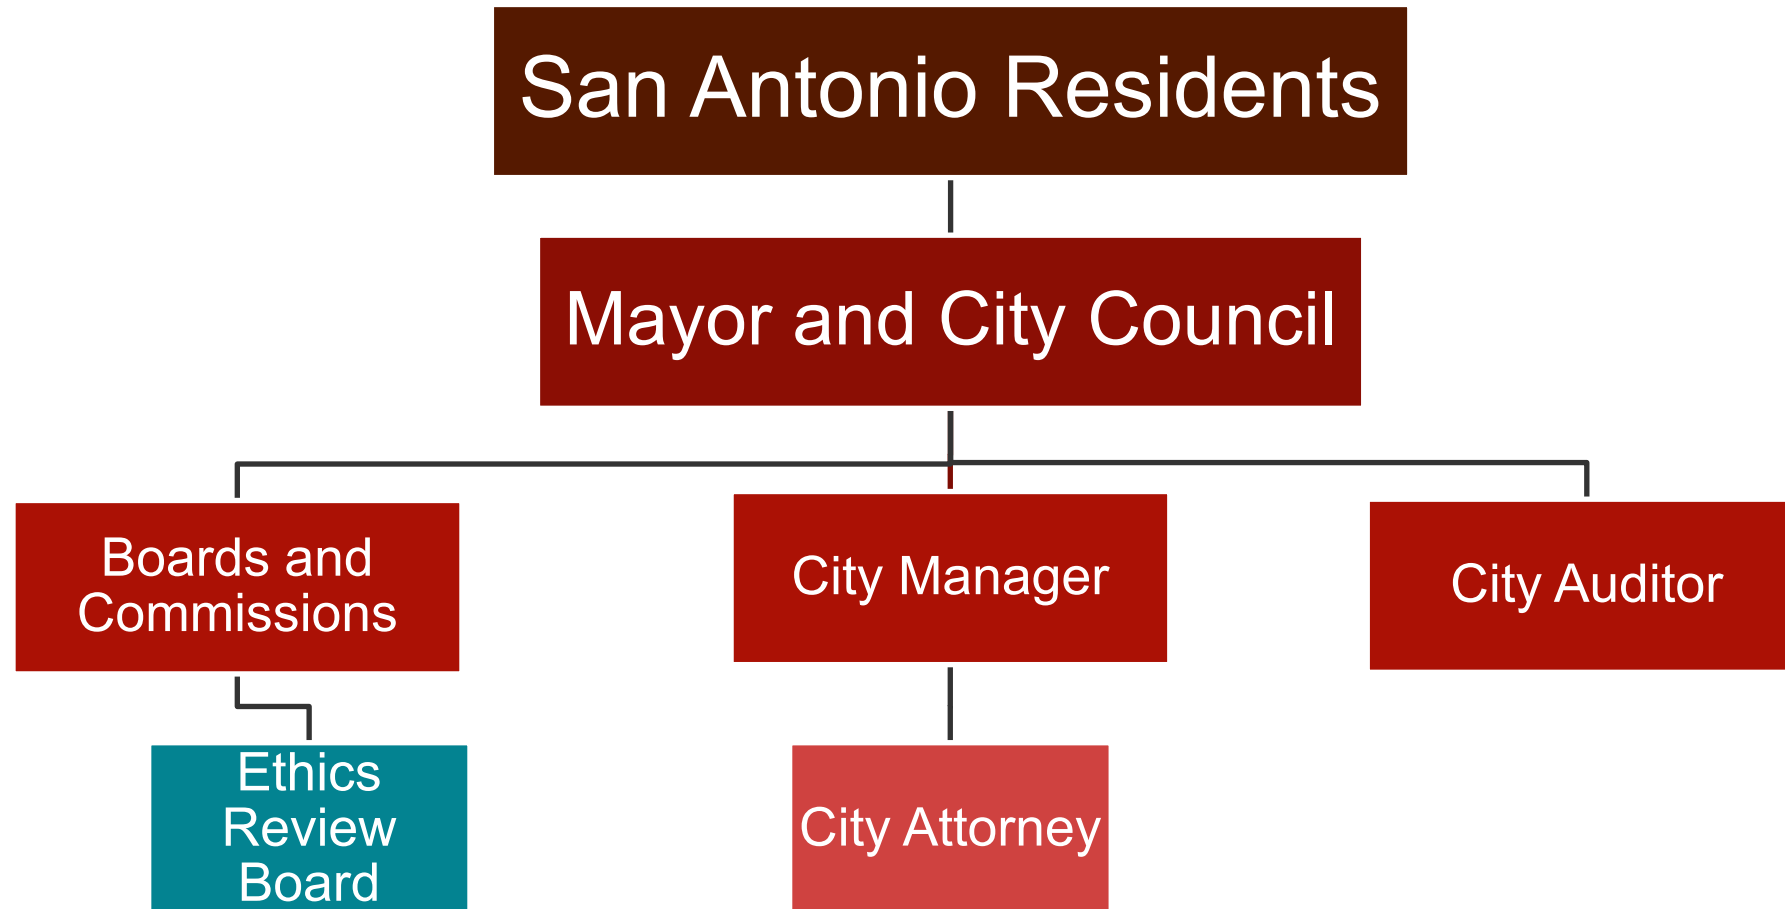 San Antonio Residents
Mayor and City Council
Boards and
Commissions
City Manager
City Auditor
Ethics
Review
Board
City Attorney